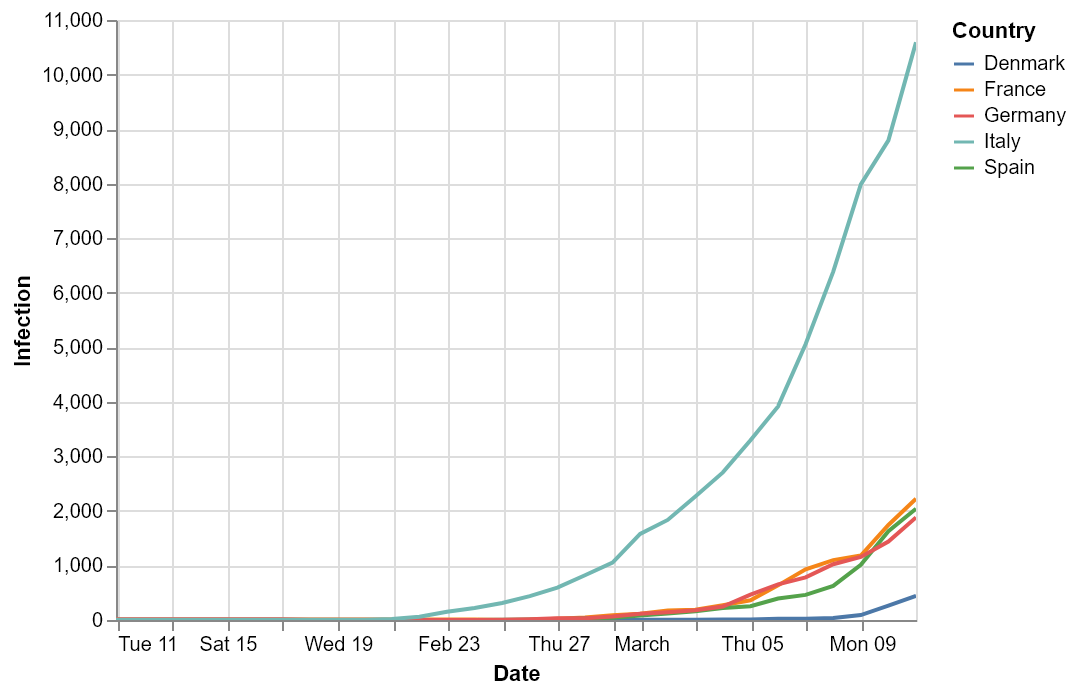 11,000
10,000
9,000
8,000
7,000
6,000
5,000
4,000
3,000
2,000
1,000
0
Infection
Tue 11 Sat 15 Wed 19 Feb 23 Thu 27 March Thu 05 Mon 09
Date
Country
Denmark
France
Germany
Italy
Spain